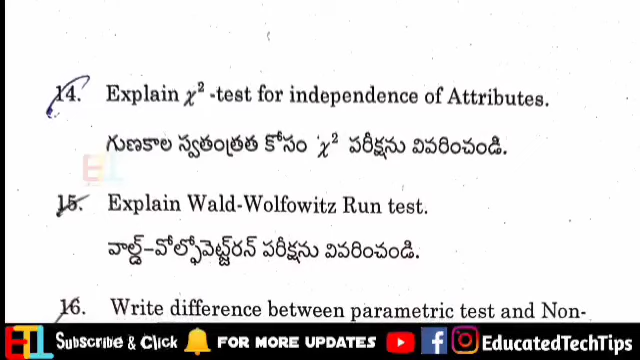 14. Explain χ² -test for independence of Attributes.
గుణకాల స్వతంత్రత కోసం χ² పరీక్షను వివరించండి.
15. Explain Wald-Wolfowitz Run test.
వాల్డ్-వోల్ఫోవెట్జ్‌రన్ పరీక్షను వివరించండి.
16. Write difference between parametric test and Non-
ETT Subscribe & Click FOR MORE UPDATES EducatedTechTips